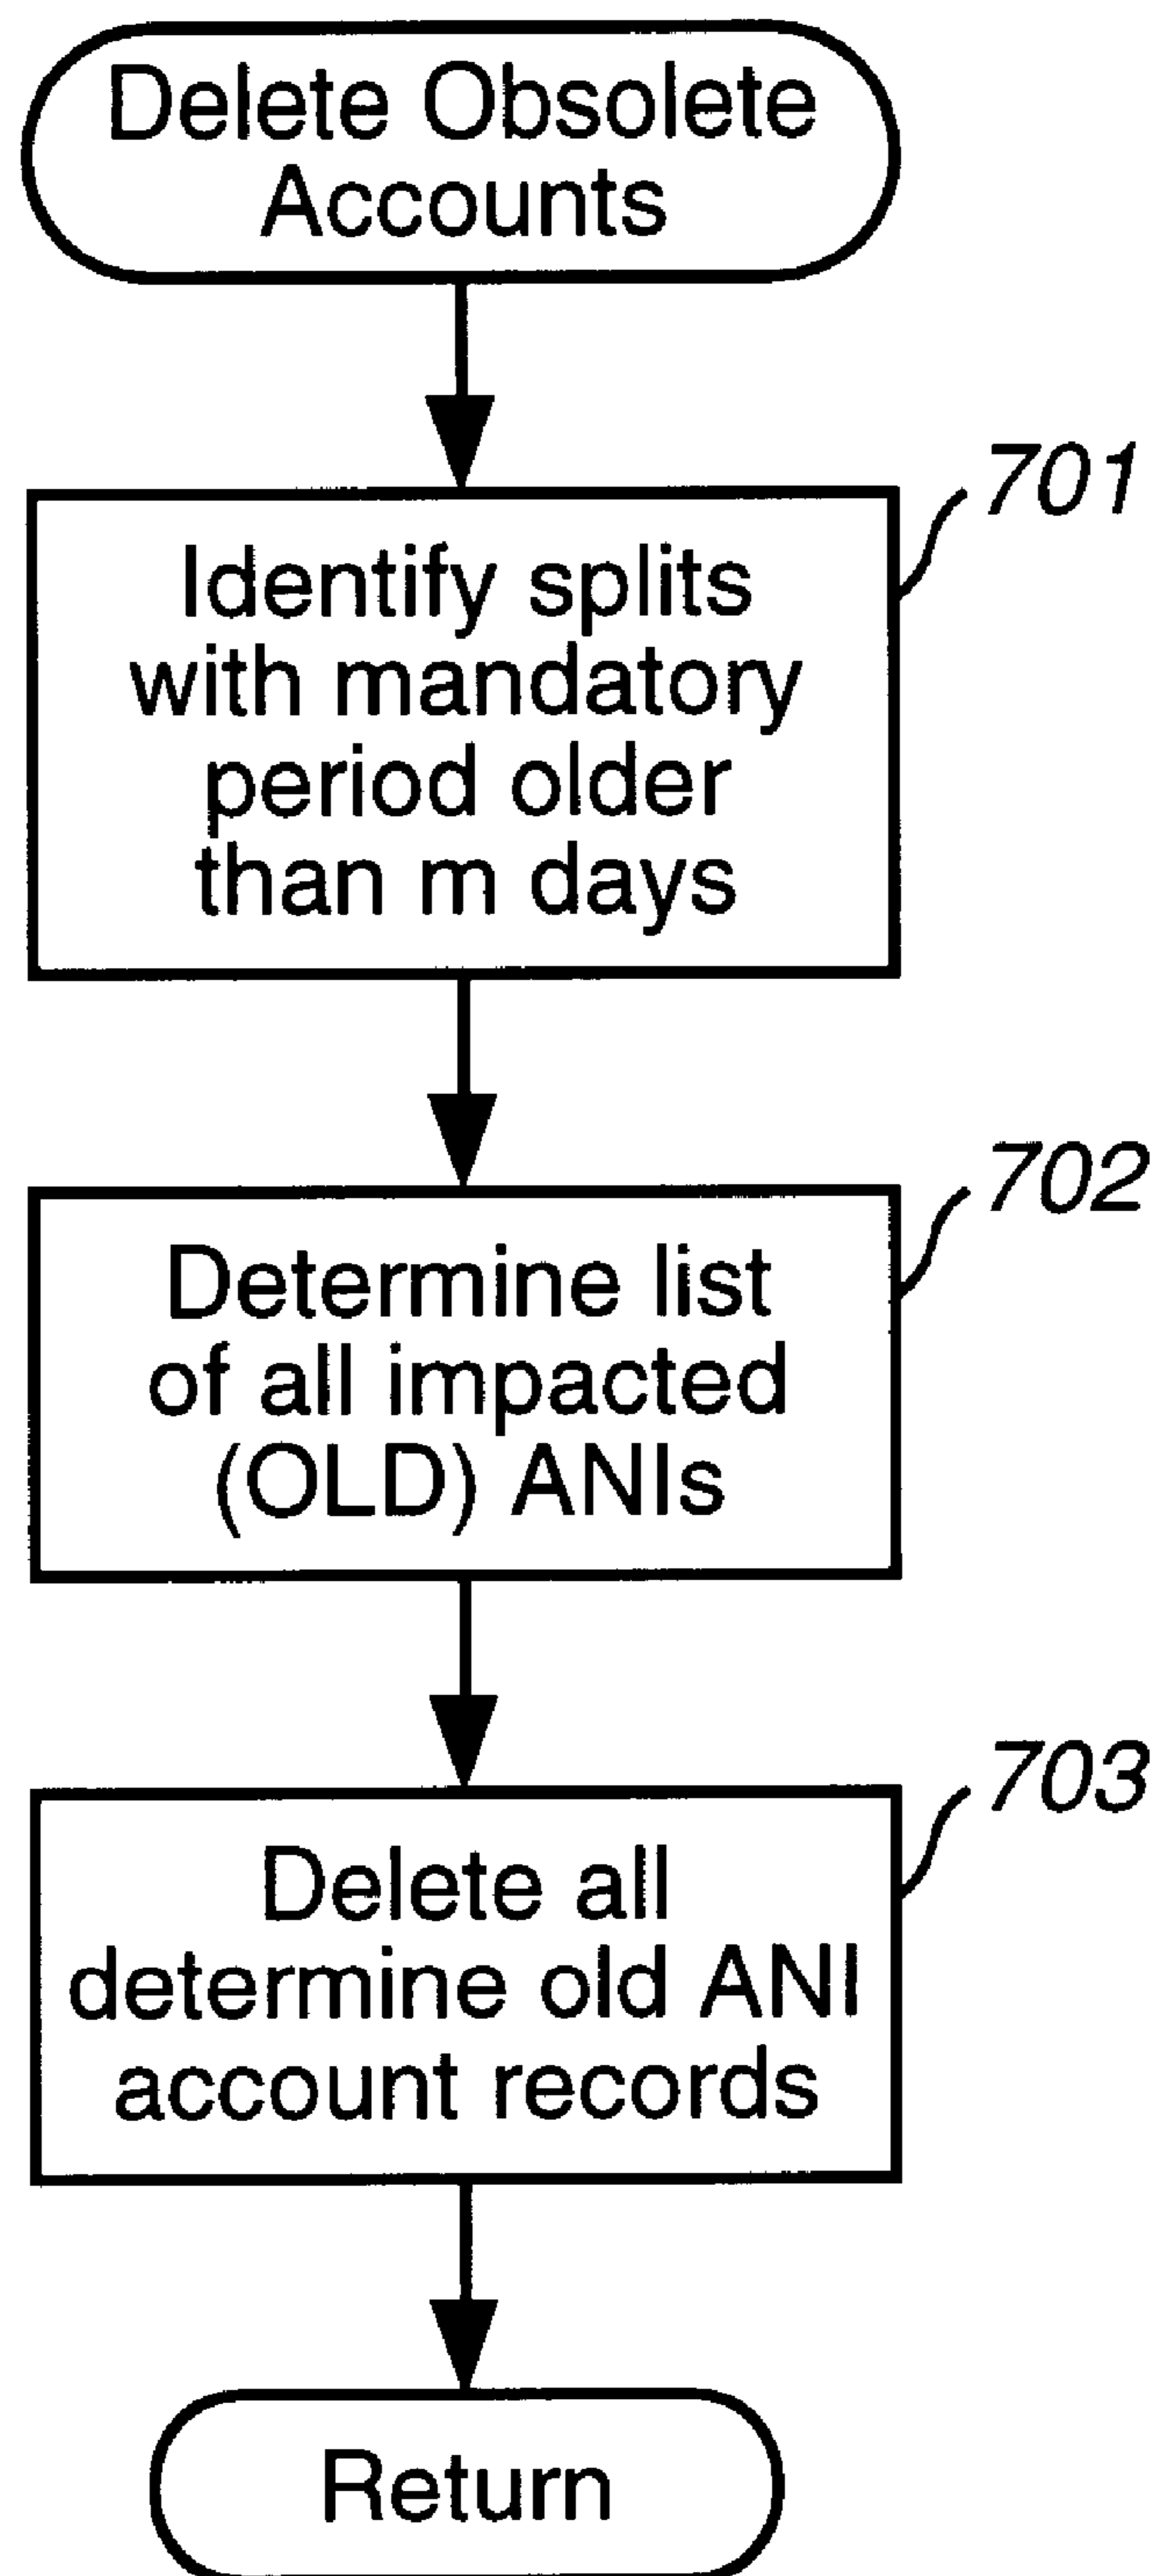 Delete Obsolete
Accounts
701
Identify splits
with mandatory
period older
than m days
702
Determine list
of all impacted
(OLD) ANIs
703
Delete all
determine old ANI
account records
Return